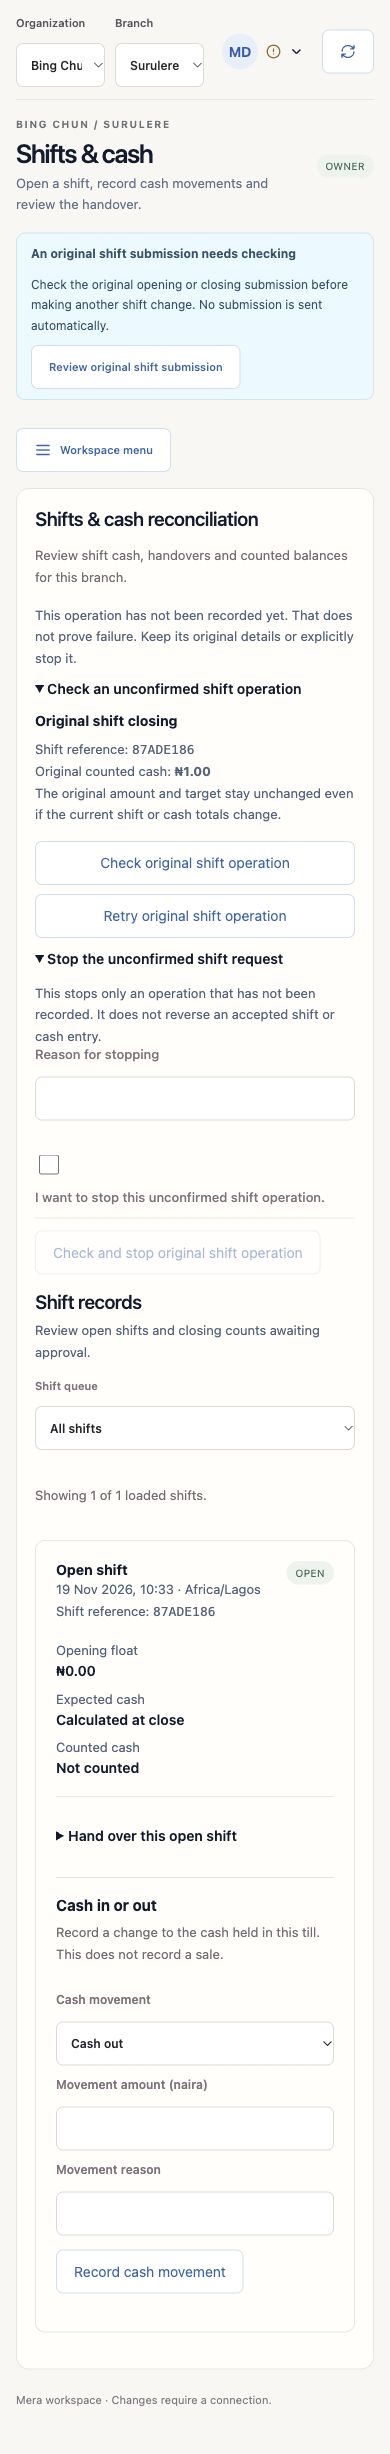 Organization
Branch
Surulere
MD
BING CHUN / SURULERE
Shifts & cash
OWNER
Open a shift, record cash movements and
review the handover.
An original shift submission needs checking
Check the original opening or closing submission before
making another shift change. No submission is sent
automatically.
Review original shift submission
Workspace menu
Shifts & cash reconciliation
Review shift cash, handovers and counted balances
for this branch.
This operation has not been recorded yet. That does
not prove failure. Keep its original details or explicitly
stop it.
▼ Check an unconfirmed shift operation
Original shift closing
Shift reference: 87ADE186
Original counted cash: ₦1.00
The original amount and target stay unchanged even
if the current shift or cash totals change.
Check original shift operation
Retry original shift operation
▼ Stop the unconfirmed shift request
This stops only an operation that has not been
recorded. It does not reverse an accepted shift or
cash entry.
Reason for stopping
I want to stop this unconfirmed shift operation.
Check and stop original shift operation
Shift records
Review open shifts and closing counts awaiting
approval.
Shift queue
All shifts
Showing 1 of 1 loaded shifts.
Open shift
OPEN
19 Nov 2026, 10:33 · Africa/Lagos
Shift reference: 87ADE186
Opening float
₦0.00
Expected cash
Calculated at close
Counted cash
Not counted
▶ Hand over this open shift
Cash in or out
Record a change to the cash held in this till.
This does not record a sale.
Cash movement
Cash out
Movement amount (naira)
Movement reason
Record cash movement
Mera workspace · Changes require a connection.